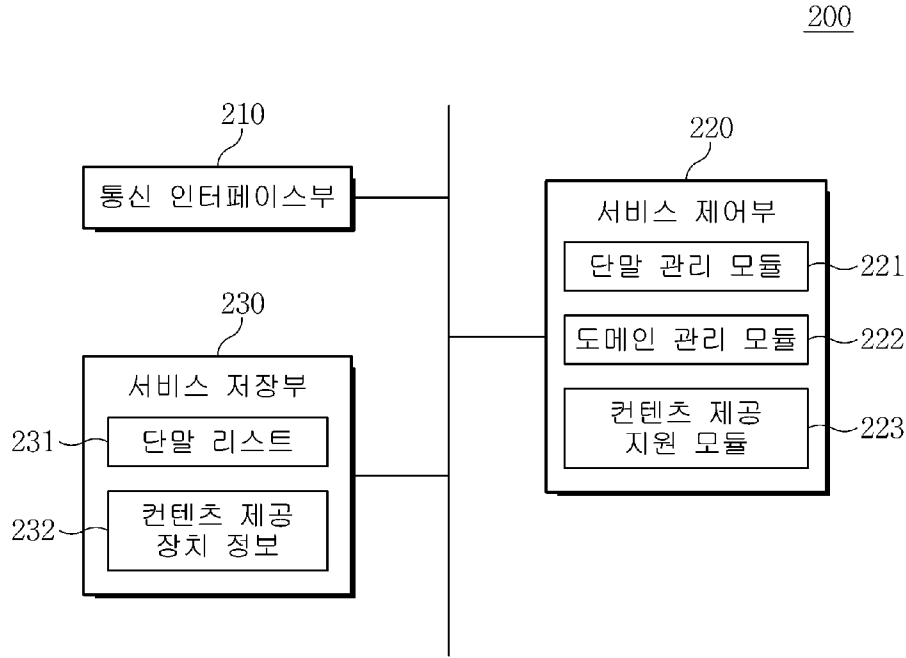 200
210
통신 인터페이스부
220
서비스 제어부
단말 관리 모듈
221
도메인 관리 모듈
222
컨텐츠 제공
지원 모듈
223
230
서비스 저장부
231
단말 리스트
232
컨텐츠 제공
장치 정보